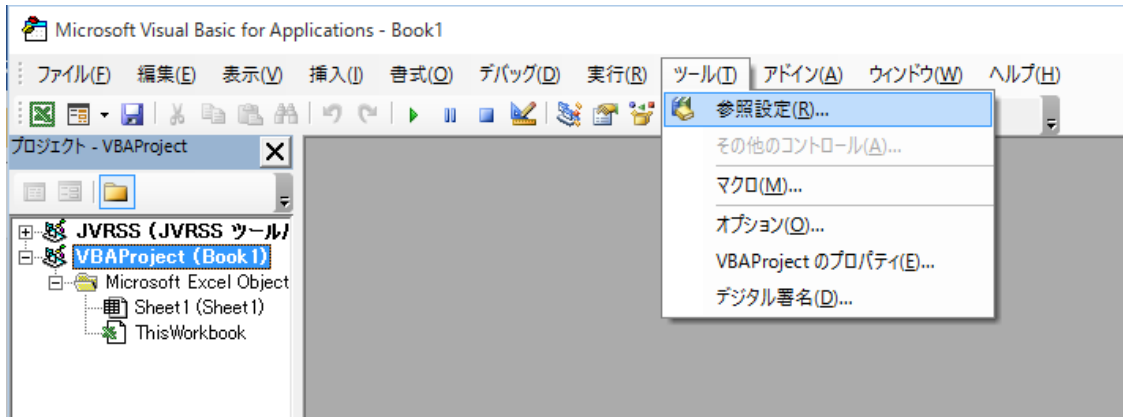 Microsoft Visual Basic for Applications - Book1
ファイル(F) 編集(E) 表示(V) 挿入(I) 書式(O) デバッグ(D) 実行(R) ツール(T) アドイン(A) ウィンドウ(W) ヘルプ(H)
参照設定(R)...
プロジェクト - VBAProject
その他のコントロール(A)...
マクロ(M)...
オプション(O)...
JVRSS (JVRSS ツール
VBAProject (Book1)
VBAProject のプロパティ(E)...
Microsoft Excel Object
デジタル署名(D)...
Sheet1 (Sheet1)
ThisWorkbook